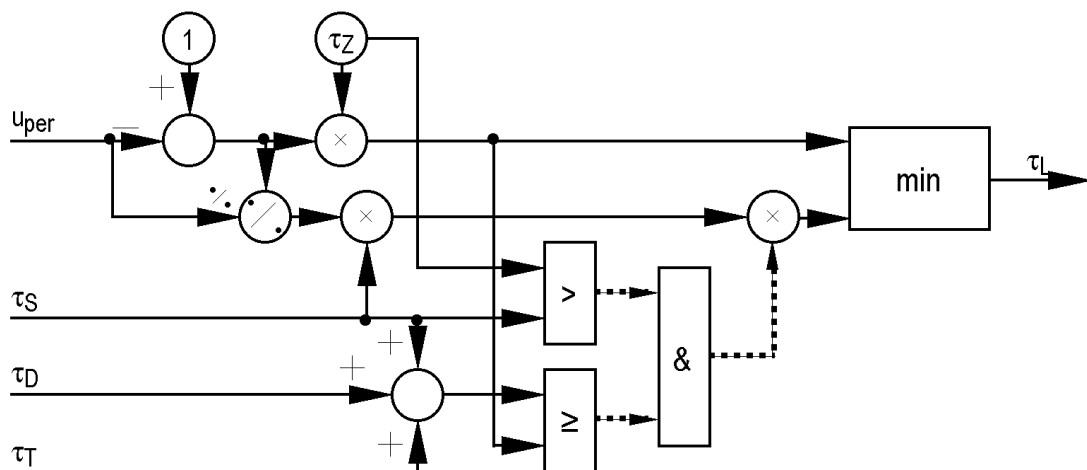 1 τZ
+
uper −
× ×
min τL
⁒ ⁒ × ×
τS >
+
τD + &
≥
τT +